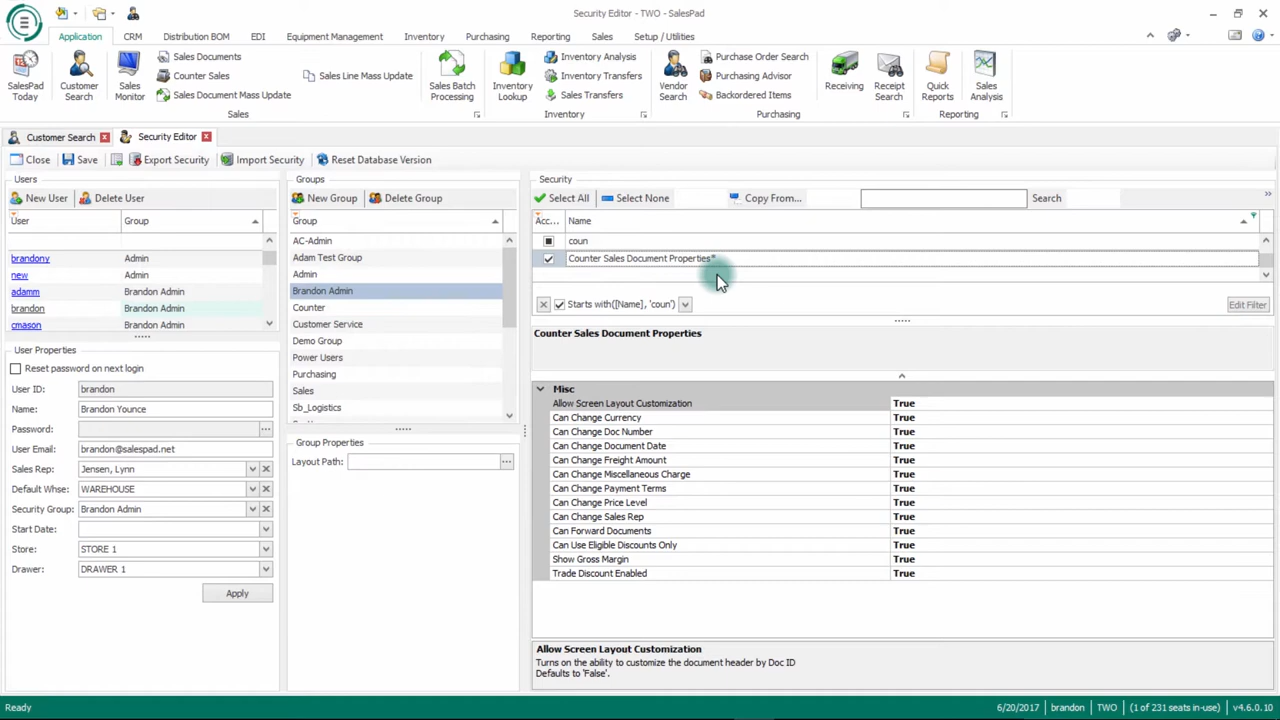 Security Editor - TWO - SalesPad
Application CRM Distribution BOM EDI Equipment Management Inventory Purchasing Reporting Sales Setup / Utilities
SalesPad Today
Customer Search
Sales Monitor
Sales Documents
Counter Sales
Sales Document Mass Update
Sales Line Mass Update
Sales Batch Processing
Inventory Lookup
Inventory Analysis
Inventory Transfers
Sales Transfers
Vendor Search
Purchase Order Search
Purchasing Advisor
Backordered Items
Receiving
Receipt Search
Quick Reports
Sales Analysis
Sales Inventory Purchasing Reporting
Customer Search Security Editor
Close Save Export Security Import Security Reset Database Version
Users
New User Delete User
User Group
brandony Admin
new Admin
adamm Brandon Admin
brandon Brandon Admin
cmason Brandon Admin
User Properties
Reset password on next login
User ID: brandon
Name: Brandon Younce
Password:
User Email: brandon@salespad.net
Sales Rep: Jensen, Lynn
Default Whse: WAREHOUSE
Security Group: Brandon Admin
Start Date:
Store: STORE 1
Drawer: DRAWER 1
Apply
Groups
New Group Delete Group
Group
AC-Admin
Adam Test Group
Admin
Brandon Admin
Counter
Customer Service
Demo Group
Power Users
Purchasing
Sales
Sb_Logistics
Group Properties
Layout Path:
Security
Select All Select None Copy From... Search
Acc... Name
coun
Counter Sales Document Properties*
Starts with([Name], 'coun') Edit Filter
Counter Sales Document Properties
Misc
Allow Screen Layout Customization True
Can Change Currency True
Can Change Doc Number True
Can Change Document Date True
Can Change Freight Amount True
Can Change Miscellaneous Charge True
Can Change Payment Terms True
Can Change Price Level True
Can Change Sales Rep True
Can Forward Documents True
Can Use Eligible Discounts Only True
Show Gross Margin True
Trade Discount Enabled True
Allow Screen Layout Customization
Turns on the ability to customize the document header by Doc ID
Defaults to 'False'.
Ready 6/20/2017 brandon TWO (1 of 231 seats in-use) v4.6.0.10